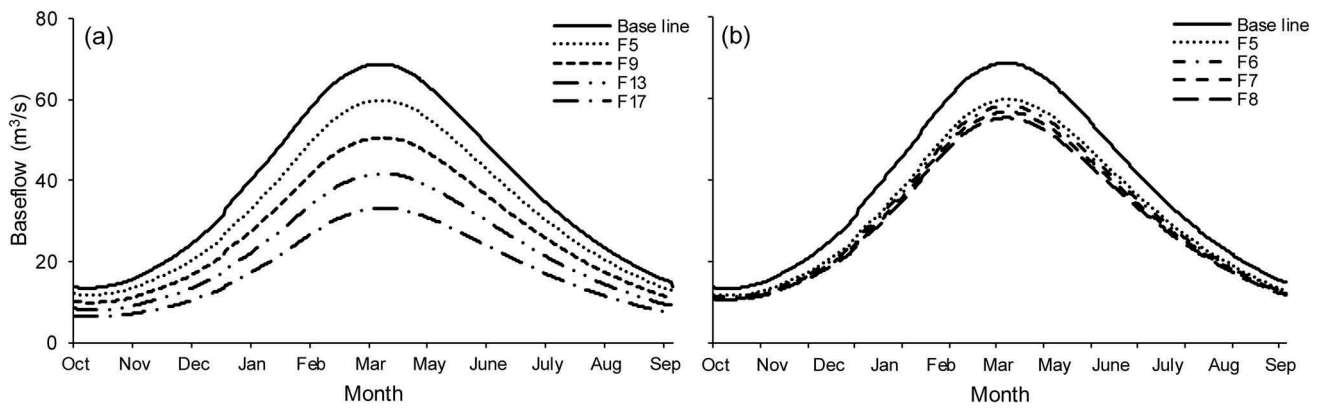 (a)
Base line
F5
F9
F13
F17
Baseflow (m³/s)
80
60
40
20
0
Oct Nov Dec Jan Feb Mar May June July Aug Sep
Month
(b)
Base line
F5
F6
F7
F8
Oct Nov Dec Jan Feb Mar May June July Aug Sep
Month